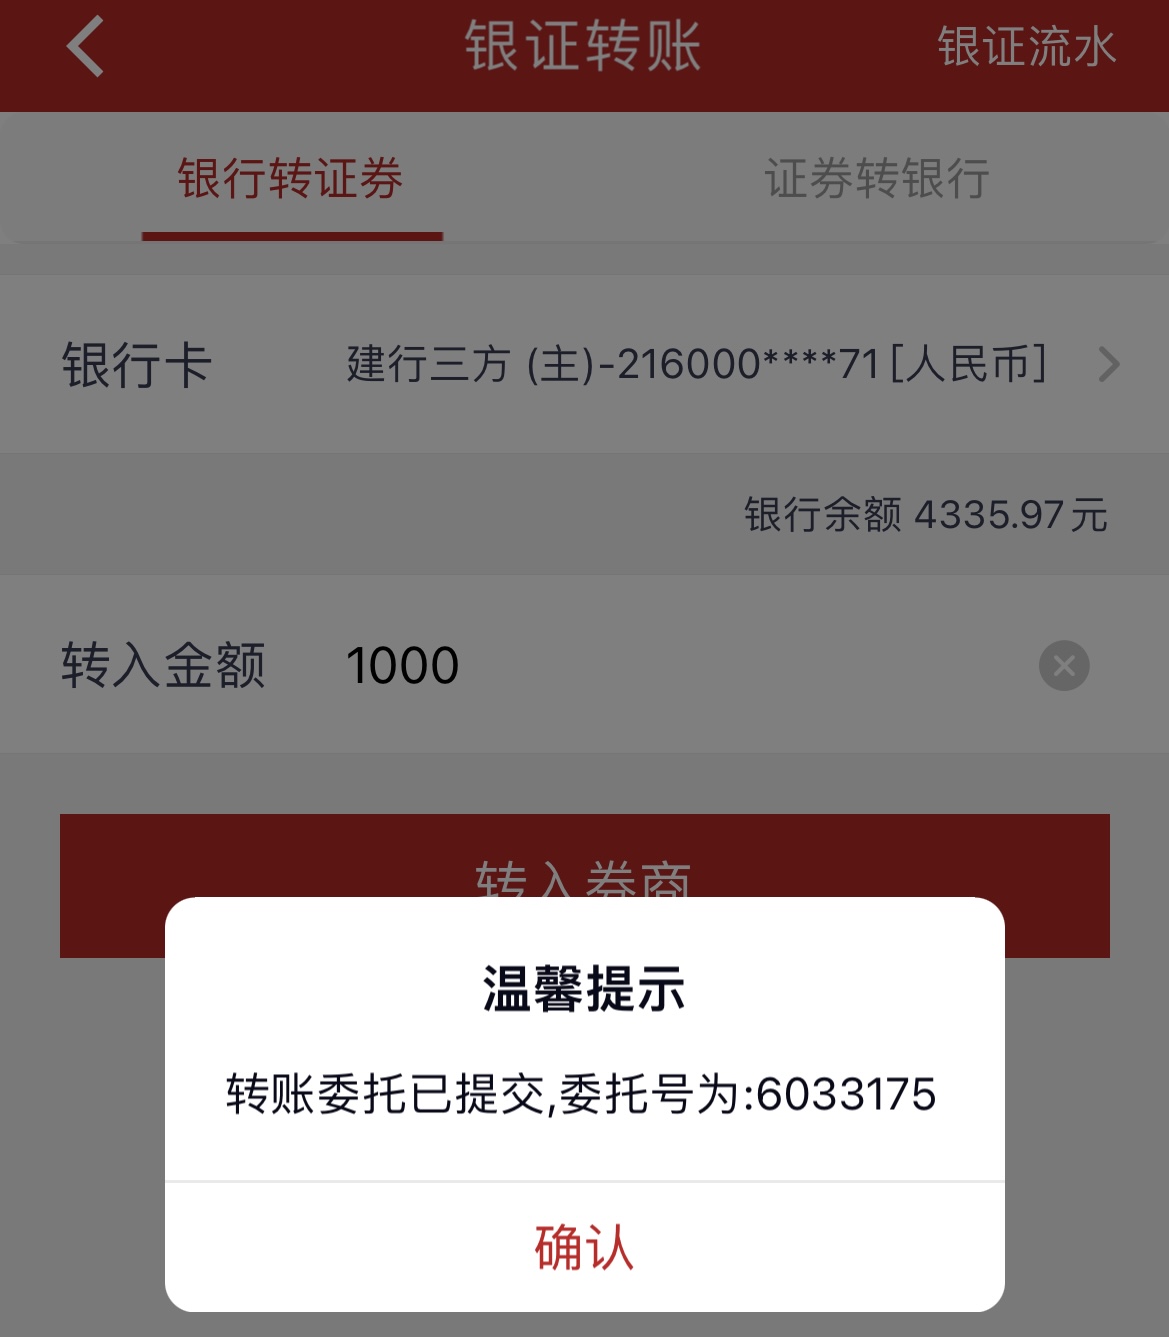 银证转账
银证流水
银行转证券
证券转银行
银行卡 建行三方 (主)-216000****71 [人民币]
银行余额 4335.97 元
转入金额 1000
转入券商
温馨提示
转账委托已提交,委托号为:6033175
确认